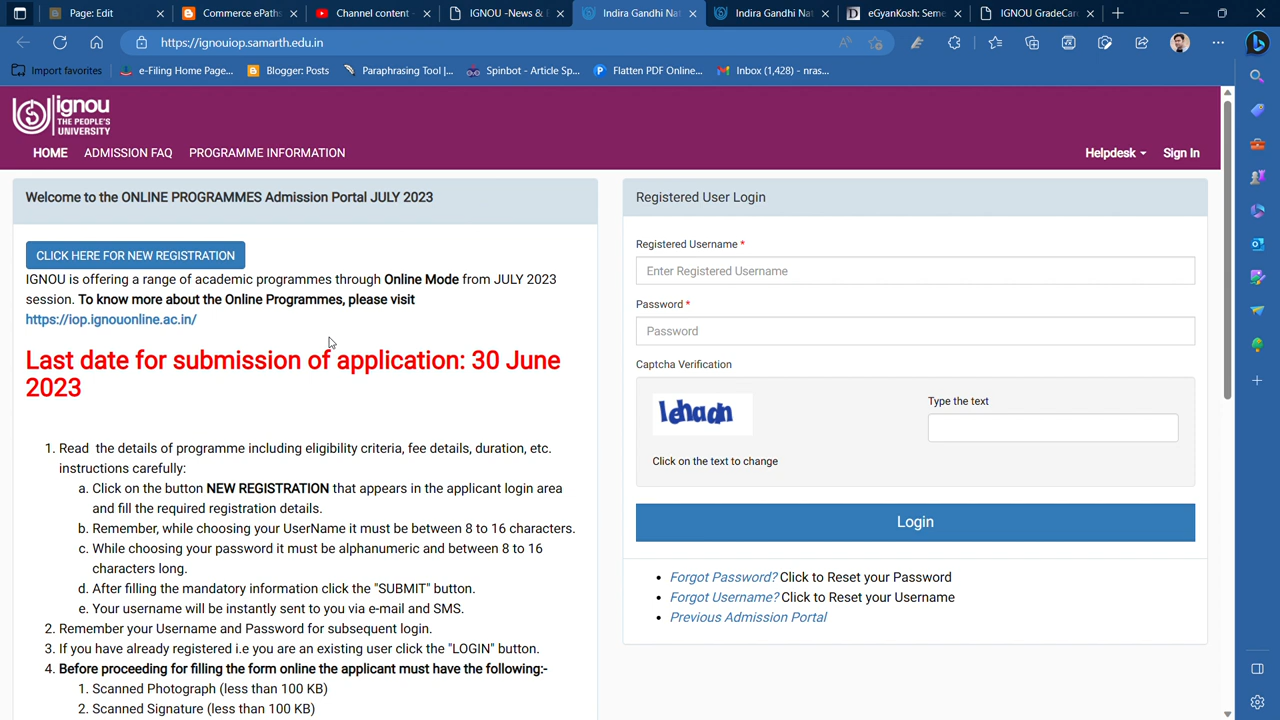 Page: Edit
Commerce ePaths
Channel content -
IGNOU -News & E
Indira Gandhi Nat
Indira Gandhi Nat
eGyanKosh: Seme
IGNOU GradeCar
https://ignouiop.samarth.edu.in
Import favorites
e-Filing Home Page...
Blogger: Posts
Paraphrasing Tool |...
Spinbot - Article Sp...
Flatten PDF Online...
Inbox (1,428) - nras...
ignou
THE PEOPLE'S
UNIVERSITY
HOME
ADMISSION FAQ
PROGRAMME INFORMATION
Helpdesk
Sign In
Welcome to the ONLINE PROGRAMMES Admission Portal JULY 2023
CLICK HERE FOR NEW REGISTRATION
IGNOU is offering a range of academic programmes through Online Mode from JULY 2023
session. To know more about the Online Programmes, please visit
https://iop.ignouonline.ac.in/
Last date for submission of application: 30 June
2023
1. Read the details of programme including eligibility criteria, fee details, duration, etc.
instructions carefully:
a. Click on the button NEW REGISTRATION that appears in the applicant login area
and fill the required registration details.
b. Remember, while choosing your UserName it must be between 8 to 16 characters.
c. While choosing your password it must be alphanumeric and between 8 to 16
characters long.
d. After filling the mandatory information click the "SUBMIT" button.
e. Your username will be instantly sent to you via e-mail and SMS.
2. Remember your Username and Password for subsequent login.
3. If you have already registered i.e you are an existing user click the "LOGIN" button.
4. Before proceeding for filling the form online the applicant must have the following:-
1. Scanned Photograph (less than 100 KB)
2. Scanned Signature (less than 100 KB)
Registered User Login
Registered Username *
Enter Registered Username
Password *
Password
Captcha Verification
lehadn
Type the text
Click on the text to change
Login
Forgot Password? Click to Reset your Password
Forgot Username? Click to Reset your Username
Previous Admission Portal